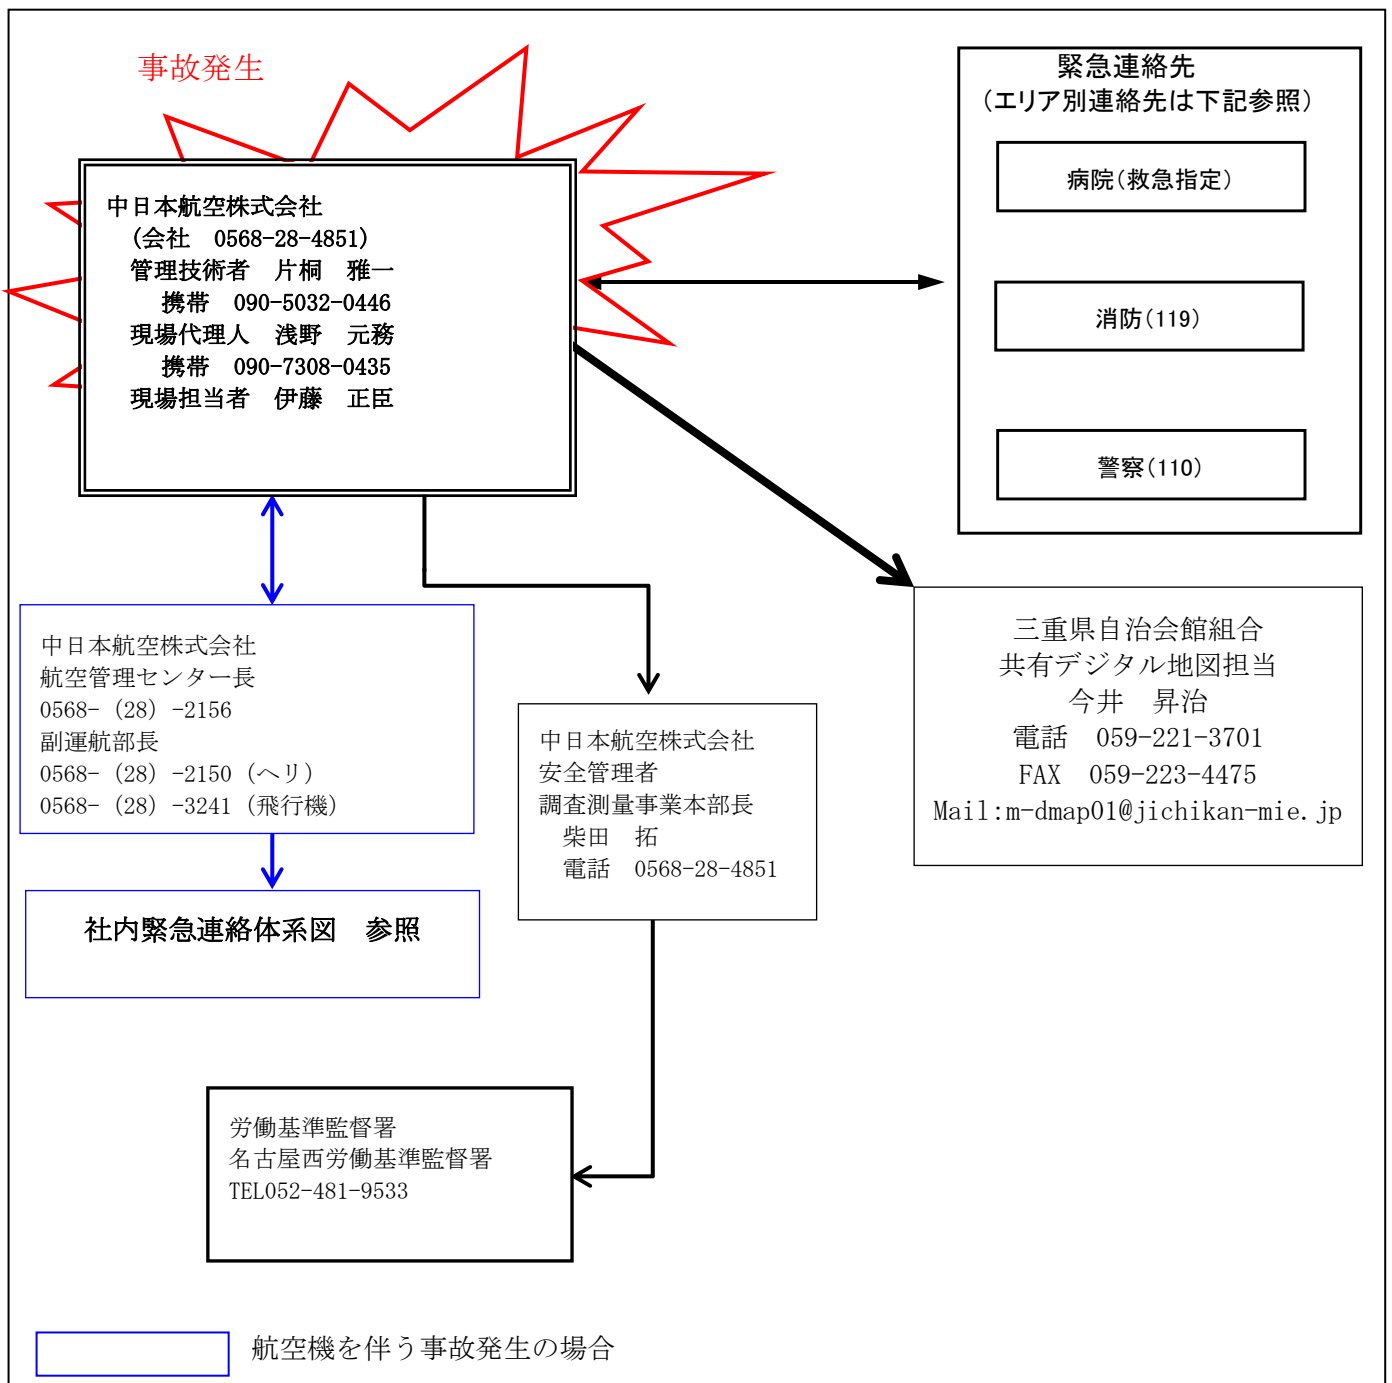 事故発生
中日本航空株式会社
(会社　0568-28-4851)
管理技術者　片桐　雅一
携帯　090-5032-0446
現場代理人　浅野　元務
携帯　090-7308-0435
現場担当者　伊藤　正臣
緊急連絡先
(エリア別連絡先は下記参照)
病院(救急指定)
消防(119)
警察(110)
中日本航空株式会社
航空管理センター長
0568-(28)-2156
副運航部長
0568-(28)-2150(ヘリ)
0568-(28)-3241(飛行機)
社内緊急連絡体系図　参照
中日本航空株式会社
安全管理者
調査測量事業本部長
柴田　拓
電話　0568-28-4851
三重県自治会館組合
共有デジタル地図担当
今井　昇治
電話　059-221-3701
FAX　059-223-4475
Mail:m-dmap01@jichikan-mie.jp
労働基準監督署
名古屋西労働基準監督署
TEL052-481-9533
航空機を伴う事故発生の場合